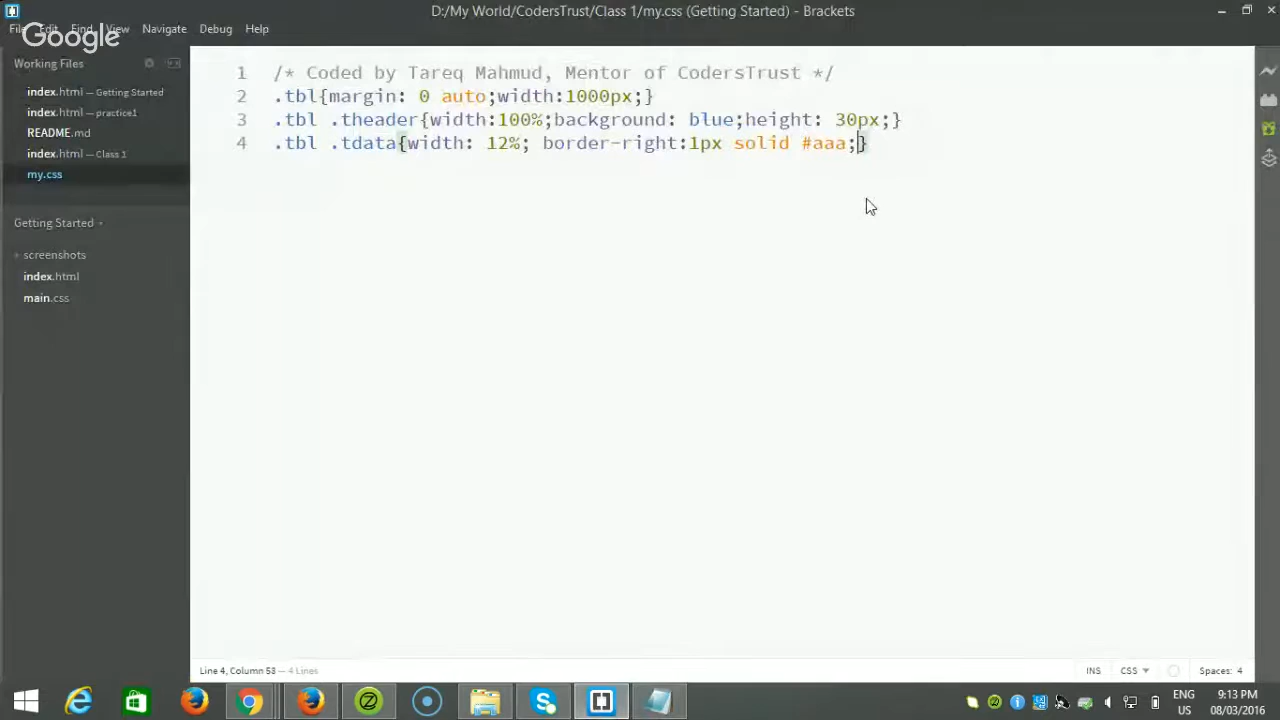 D:/My World/CodersTrust/Class 1/my.css (Getting Started) - Brackets
File Edit Find View Navigate Debug Help
Google
Working Files
index.html — Getting Started
index.html — practice1
README.md
index.html — Class 1
my.css
Getting Started
screenshots
index.html
main.css
1 /* Coded by Tareq Mahmud, Mentor of CodersTrust */
2 .tbl{margin: 0 auto;width:1000px;}
3 .tbl .theader{width:100%;background: blue;height: 30px;}
4 .tbl .tdata{width: 12%; border-right:1px solid #aaa;}
Line 4, Column 53 — 4 Lines
INS CSS Spaces: 4
ENG 9:13 PM
US 08/03/2016